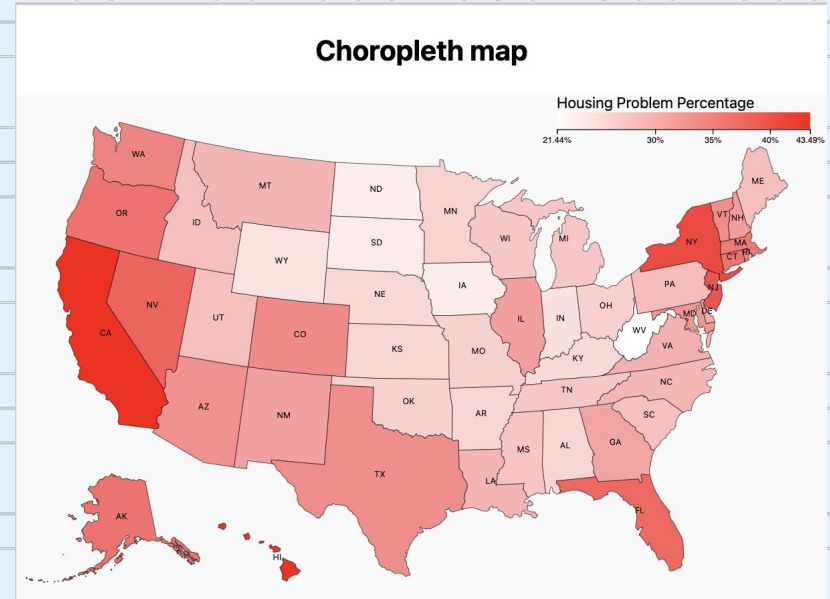 Choropleth map
Housing Problem Percentage
21.44% 30% 35% 40% 43.49%
WA
ME
MT
ND
VT NH
OR
MN
ID
WI
MI
NY
MA
SD
CT RI
WY
PA
NJ
IA
NE
NV
OH
DE
UT
IL
IN
MD
CO
WV
CA
VA
KS
MO
KY
NC
TN
OK
AZ
NM
AR
SC
GA
MS
AL
TX
LA
FL
AK
HI